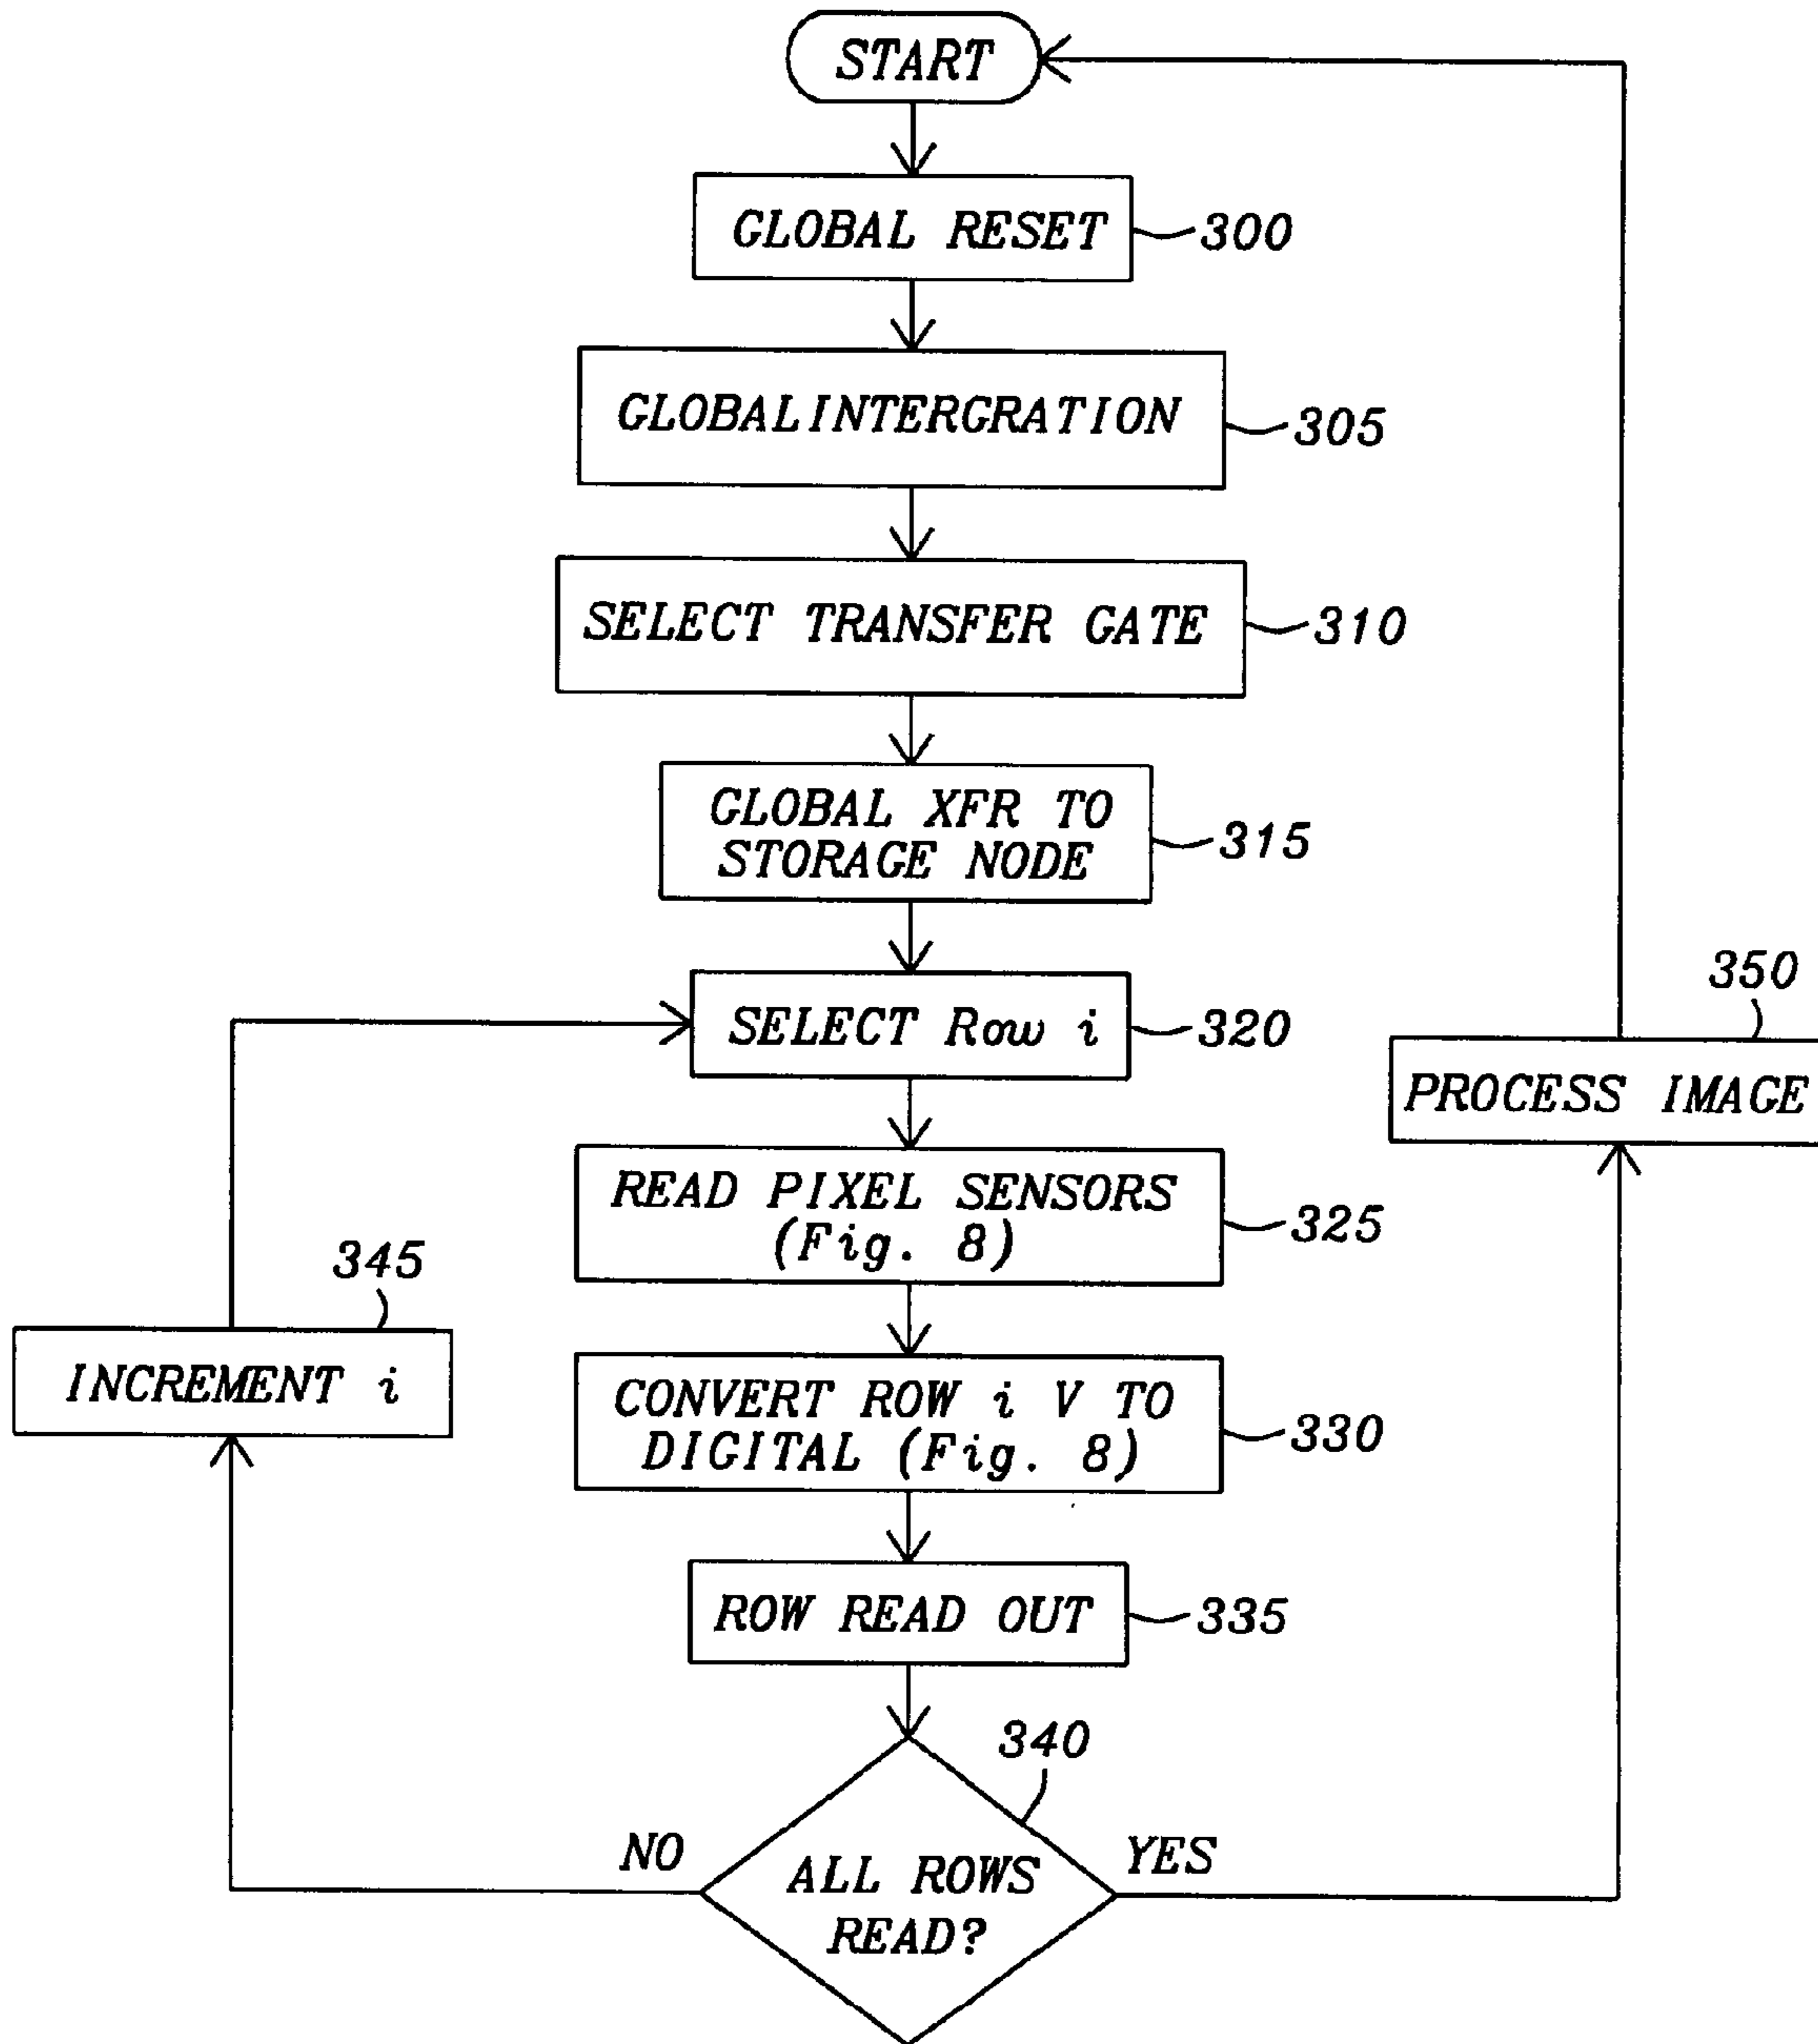 START
GLOBAL RESET
300
GLOBALINTERGRATION
305
SELECT TRANSFER GATE
310
GLOBAL XFR TO
STORAGE NODE
315
SELECT Row i
320
350
PROCESS IMAGE
READ PIXEL SENSORS
(Fig. 8)
325
345
INCREMENT i
CONVERT ROW i V TO
DIGITAL (Fig. 8)
330
ROW READ OUT
335
340
NO
YES
ALL ROWS
READ?